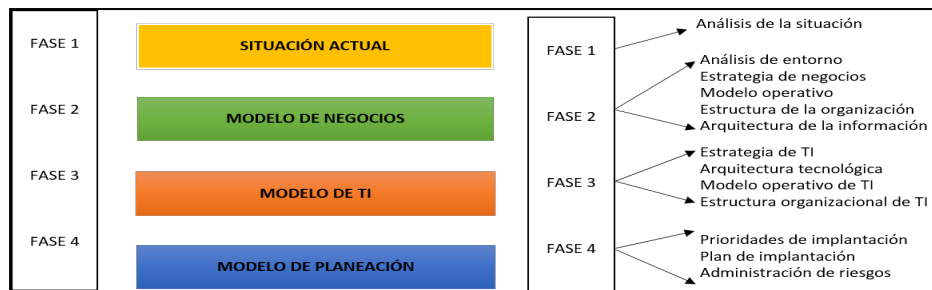 FASE 1
SITUACIÓN ACTUAL
FASE 2
MODELO DE NEGOCIOS
FASE 3
MODELO DE TI
FASE 4
MODELO DE PLANEACIÓN
FASE 1
Análisis de la situación
FASE 2
Análisis de entorno
Estrategia de negocios
Modelo operativo
Estructura de la organización
Arquitectura de la información
FASE 3
Estrategia de TI
Arquitectura tecnológica
Modelo operativo de TI
Estructura organizacional de TI
FASE 4
Prioridades de implantación
Plan de implantación
Administración de riesgos